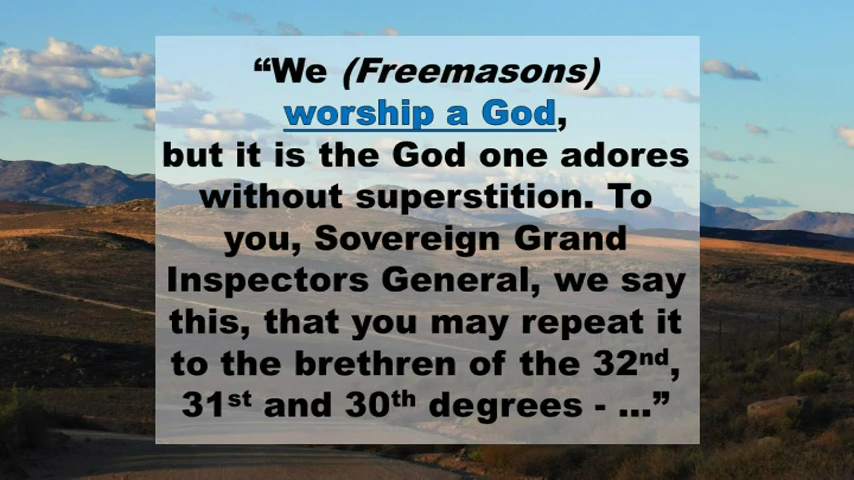 “We (Freemasons)
worship a God,
but it is the God one adores
without superstition. To
you, Sovereign Grand
Inspectors General, we say
this, that you may repeat it
to the brethren of the 32nd,
31st and 30th degrees - ...”